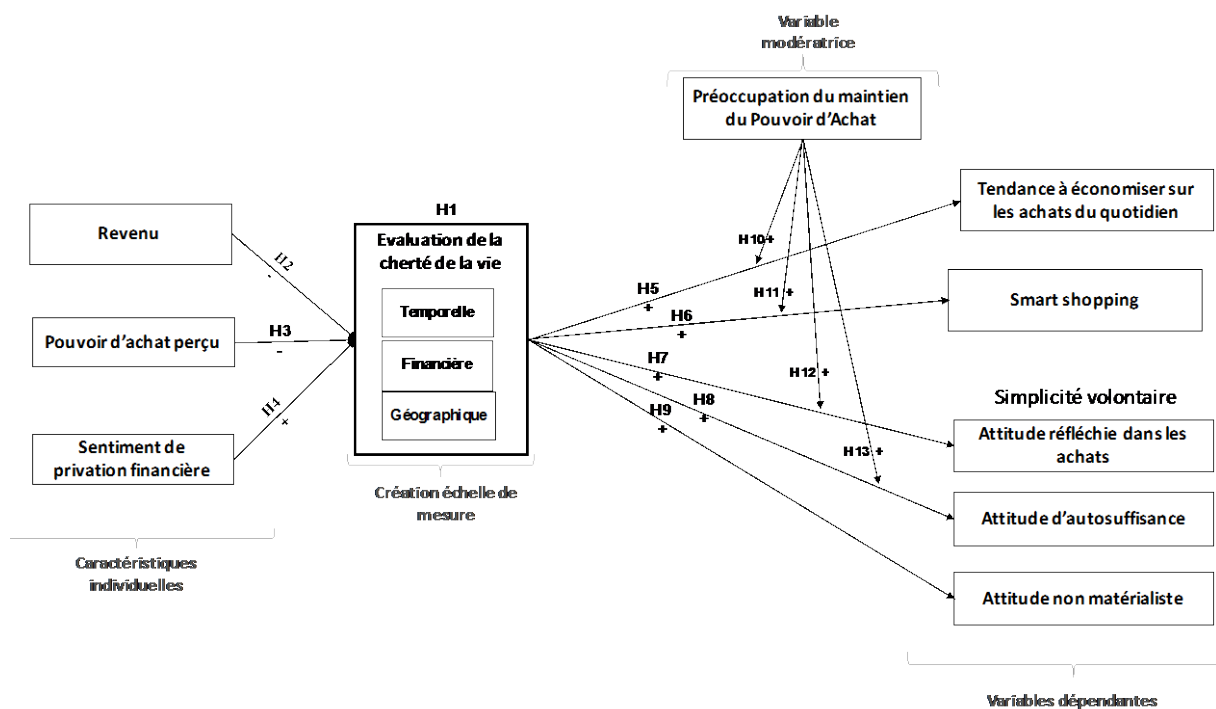 Variable
modératrice
Préoccupation du maintien
du Pouvoir d'Achat
Tendance à économiser sur
les achats du quotidien
H1
Revenu
Evaluation de la
cherté de la vie
H10+
H2
-
H5
+
H11 +
Smart shopping
Temporelle
H6
+
Pouvoir d'achat perçu
H3
-
Financière
H7
+
H12 +
Géographique
H4
+
H9
+
H8
+
Simplicité volontaire
Attitude réfléchie dans les
achats
Sentiment de
privation financière
H13 +
Création échelle de
mesure
Attitude d'autosuffisance
Caractéristiques
individuelles
Attitude non matérialiste
Variables dépendantes